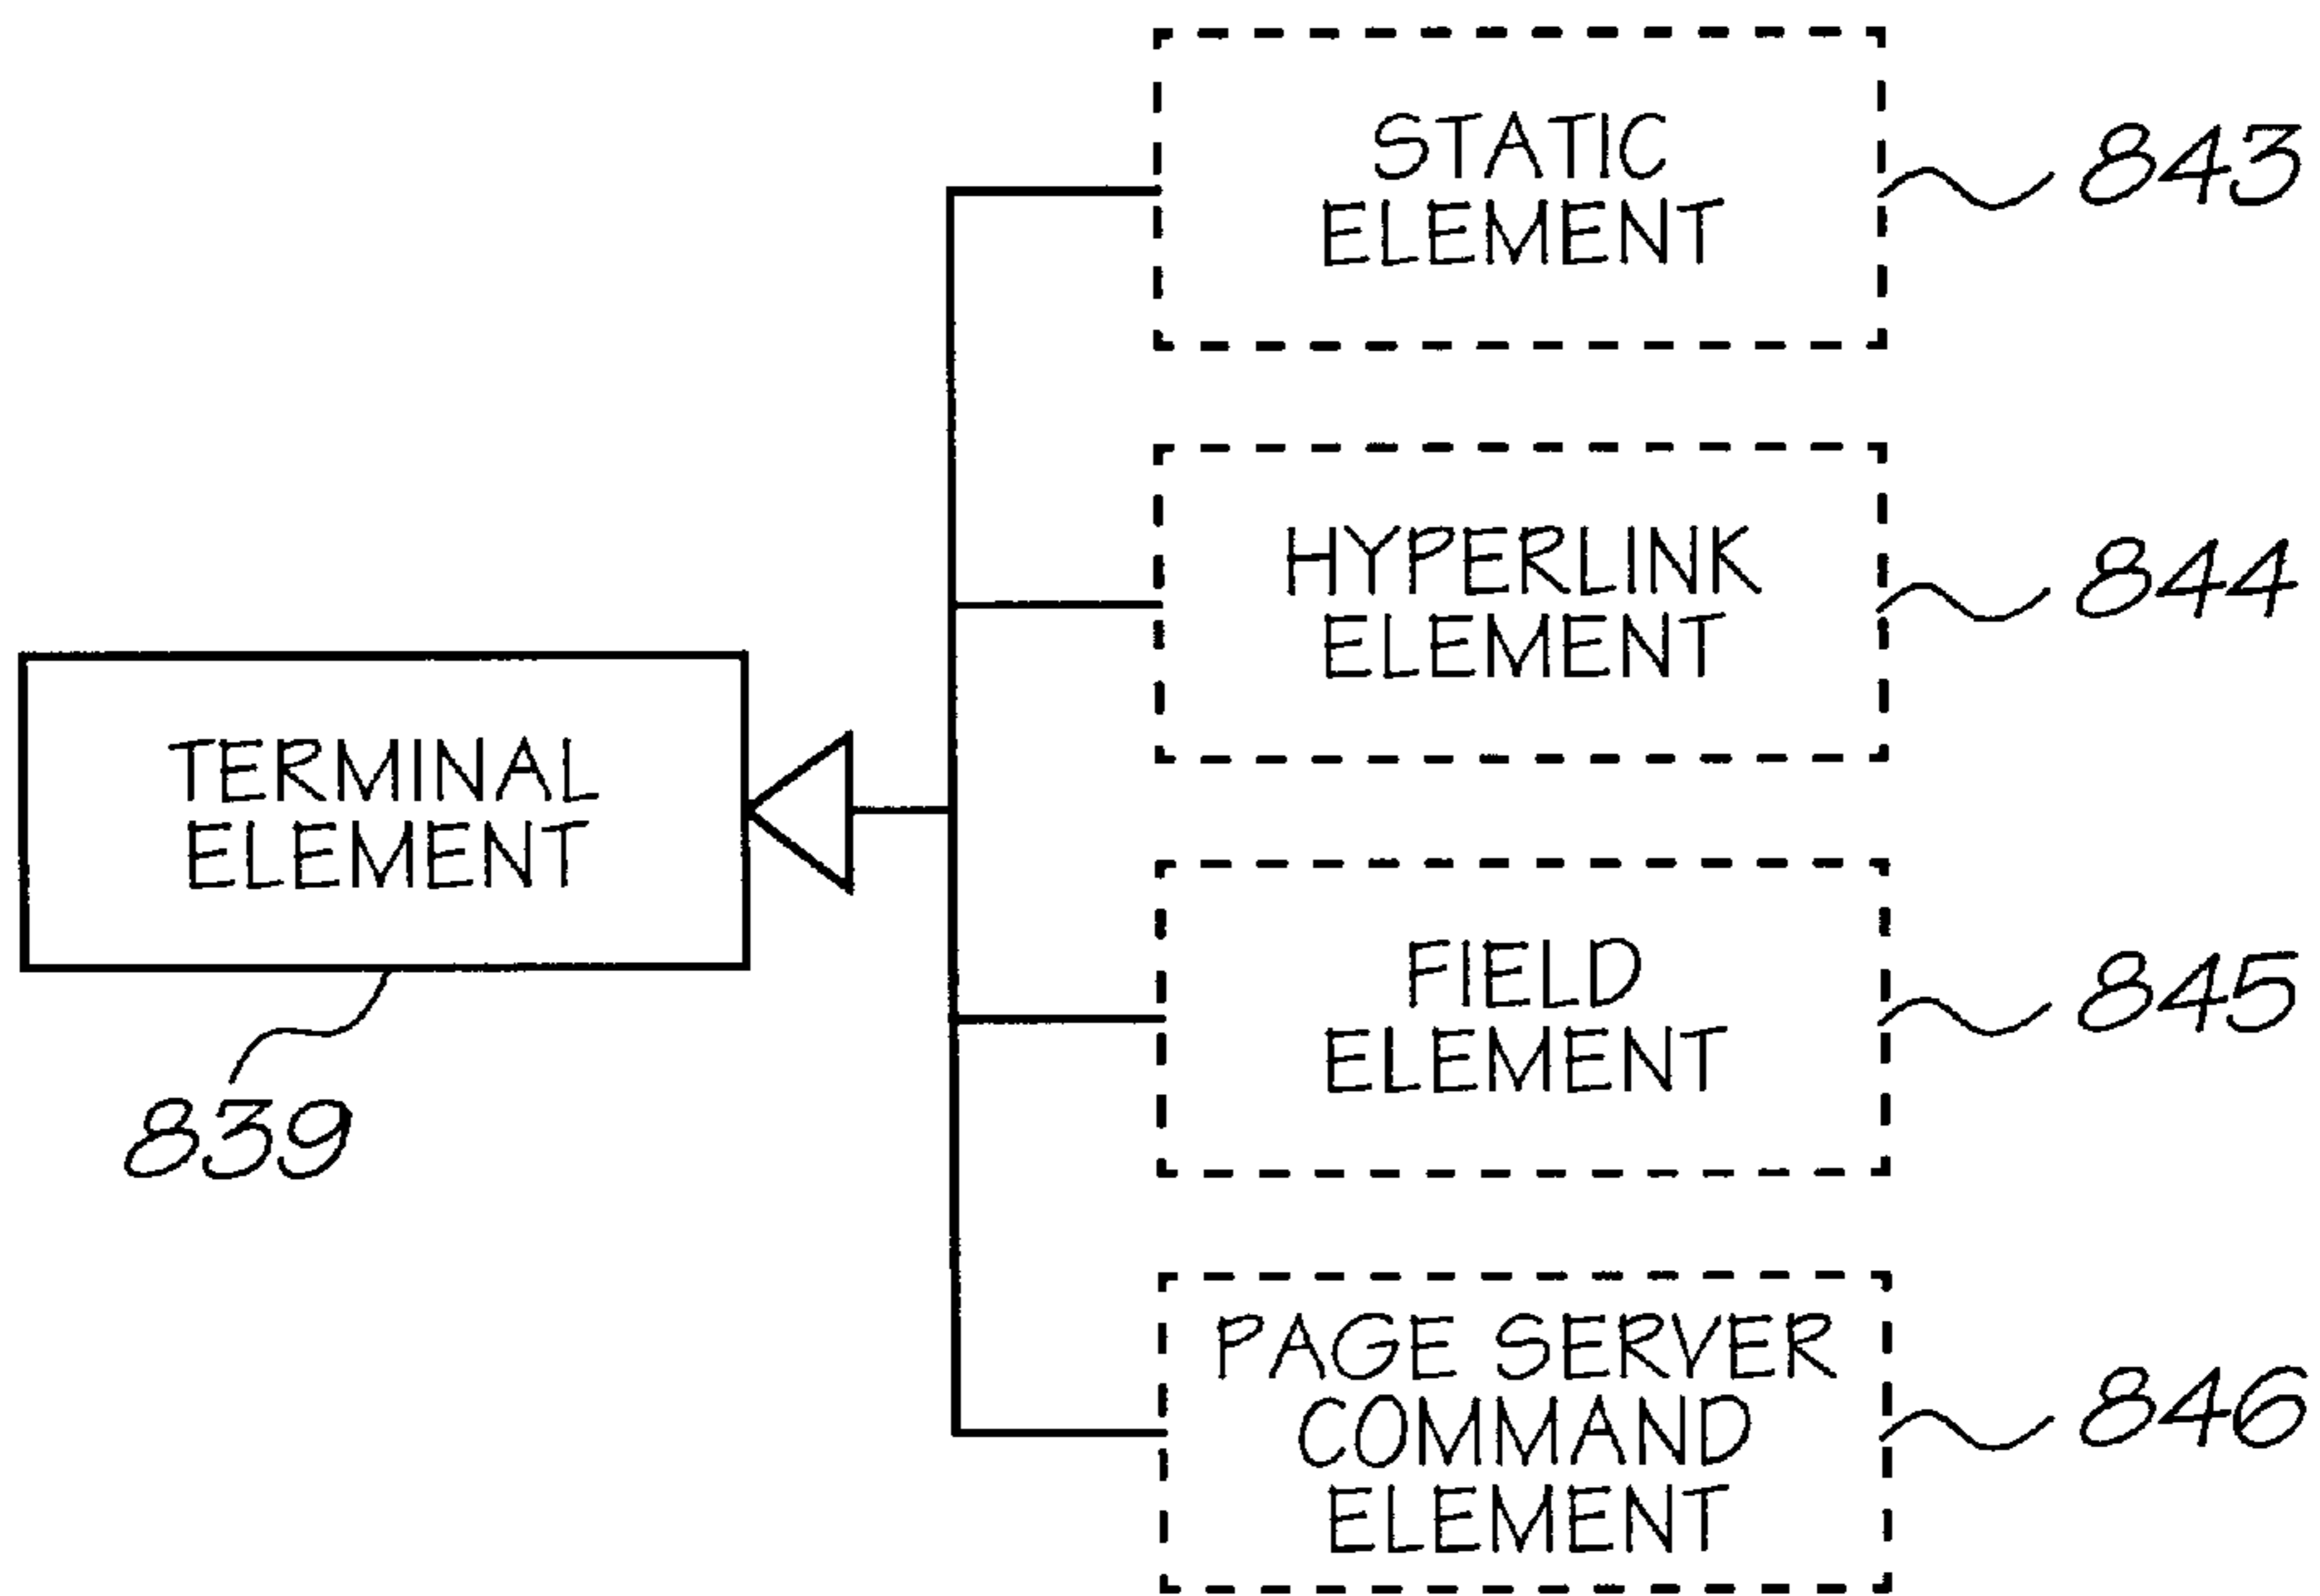 STATIC
ELEMENT
843
HYPERLINK
ELEMENT
844
TERMINAL
ELEMENT
839
FIELD
ELEMENT
845
PAGE SERVER
COMMAND
ELEMENT
846